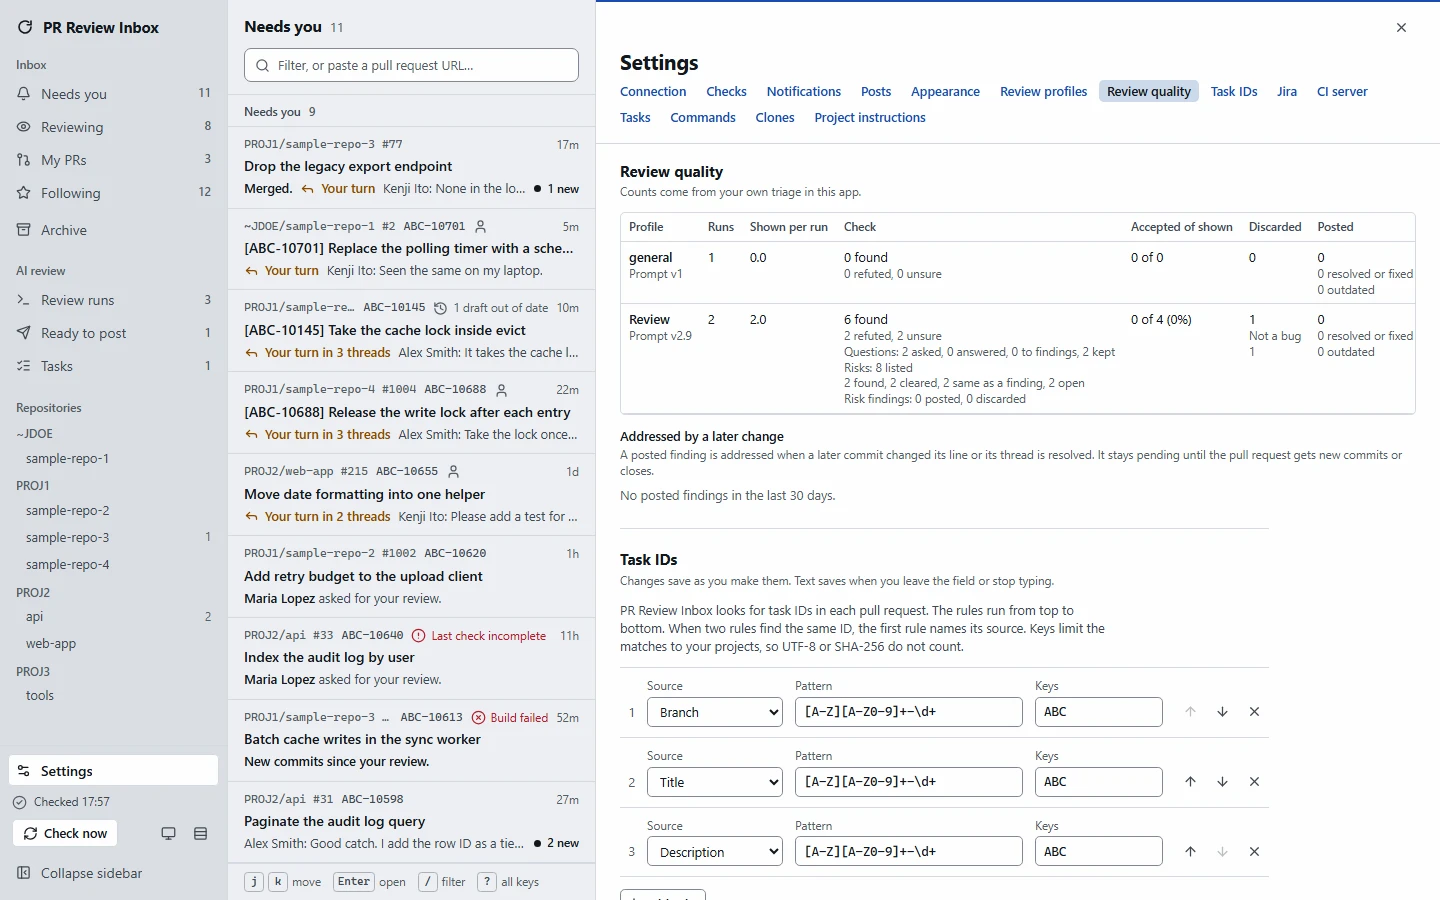 PR Review Inbox
Inbox
Needs you 11
Reviewing 8
My PRs 3
Following 12
Archive
AI review
Review runs 3
Ready to post 1
Tasks 1
Repositories
~JDOE
sample-repo-1
PROJ1
sample-repo-2
sample-repo-3 1
sample-repo-4
PROJ2
api 2
web-app
PROJ3
tools
Settings
Checked 17:57
Check now
Collapse sidebar
Needs you 11
Filter, or paste a pull request URL...
Needs you 9
PROJ1/sample-repo-3 #77 17m
Drop the legacy export endpoint
Merged. Your turn Kenji Ito: None in the lo... 1 new
~JDOE/sample-repo-1 #2 ABC-10701 5m
[ABC-10701] Replace the polling timer with a sche...
Your turn Kenji Ito: Seen the same on my laptop.
PROJ1/sample-re... ABC-10145 1 draft out of date 10m
[ABC-10145] Take the cache lock inside evict
Your turn in 3 threads Alex Smith: It takes the cache l...
PROJ1/sample-repo-4 #1004 ABC-10688 22m
[ABC-10688] Release the write lock after each entry
Your turn in 3 threads Alex Smith: Take the lock once...
PROJ2/web-app #215 ABC-10655 1d
Move date formatting into one helper
Your turn in 2 threads Kenji Ito: Please add a test for ...
PROJ1/sample-repo-2 #1002 ABC-10620 1h
Add retry budget to the upload client
Maria Lopez asked for your review.
PROJ2/api #33 ABC-10640 Last check incomplete 11h
Index the audit log by user
Maria Lopez asked for your review.
PROJ1/sample-repo-3 ... ABC-10613 Build failed 52m
Batch cache writes in the sync worker
New commits since your review.
PROJ2/api #31 ABC-10598 27m
Paginate the audit log query
Alex Smith: Good catch. I add the row ID as a tie... 2 new
j k move Enter open / filter ? all keys
Settings
Connection Checks Notifications Posts Appearance Review profiles Review quality Task IDs Jira CI server
Tasks Commands Clones Project instructions
Review quality
Counts come from your own triage in this app.
Profile Runs Shown per run Check Accepted of shown Discarded Posted
general 1 0.0 0 found 0 of 0 0 0
Prompt v1 0 refuted, 0 unsure 0 resolved or fixed
0 outdated
Review 2 2.0 6 found 0 of 4 (0%) 1 0
Prompt v2.9 2 refuted, 2 unsure Not a bug 0 resolved or fixed
Questions: 2 asked, 0 answered, 0 to findings, 2 kept 1 0 outdated
Risks: 8 listed
2 found, 2 cleared, 2 same as a finding, 2 open
Risk findings: 0 posted, 0 discarded
Addressed by a later change
A posted finding is addressed when a later commit changed its line or its thread is resolved. It stays pending until the pull request gets new commits or
closes.
No posted findings in the last 30 days.
Task IDs
Changes save as you make them. Text saves when you leave the field or stop typing.
PR Review Inbox looks for task IDs in each pull request. The rules run from top to
bottom. When two rules find the same ID, the first rule names its source. Keys limit the
matches to your projects, so UTF-8 or SHA-256 do not count.
Source Pattern Keys
1 Branch [A-Z][A-Z0-9]+-\d+ ABC
Source Pattern Keys
2 Title [A-Z][A-Z0-9]+-\d+ ABC
Source Pattern Keys
3 Description [A-Z][A-Z0-9]+-\d+ ABC